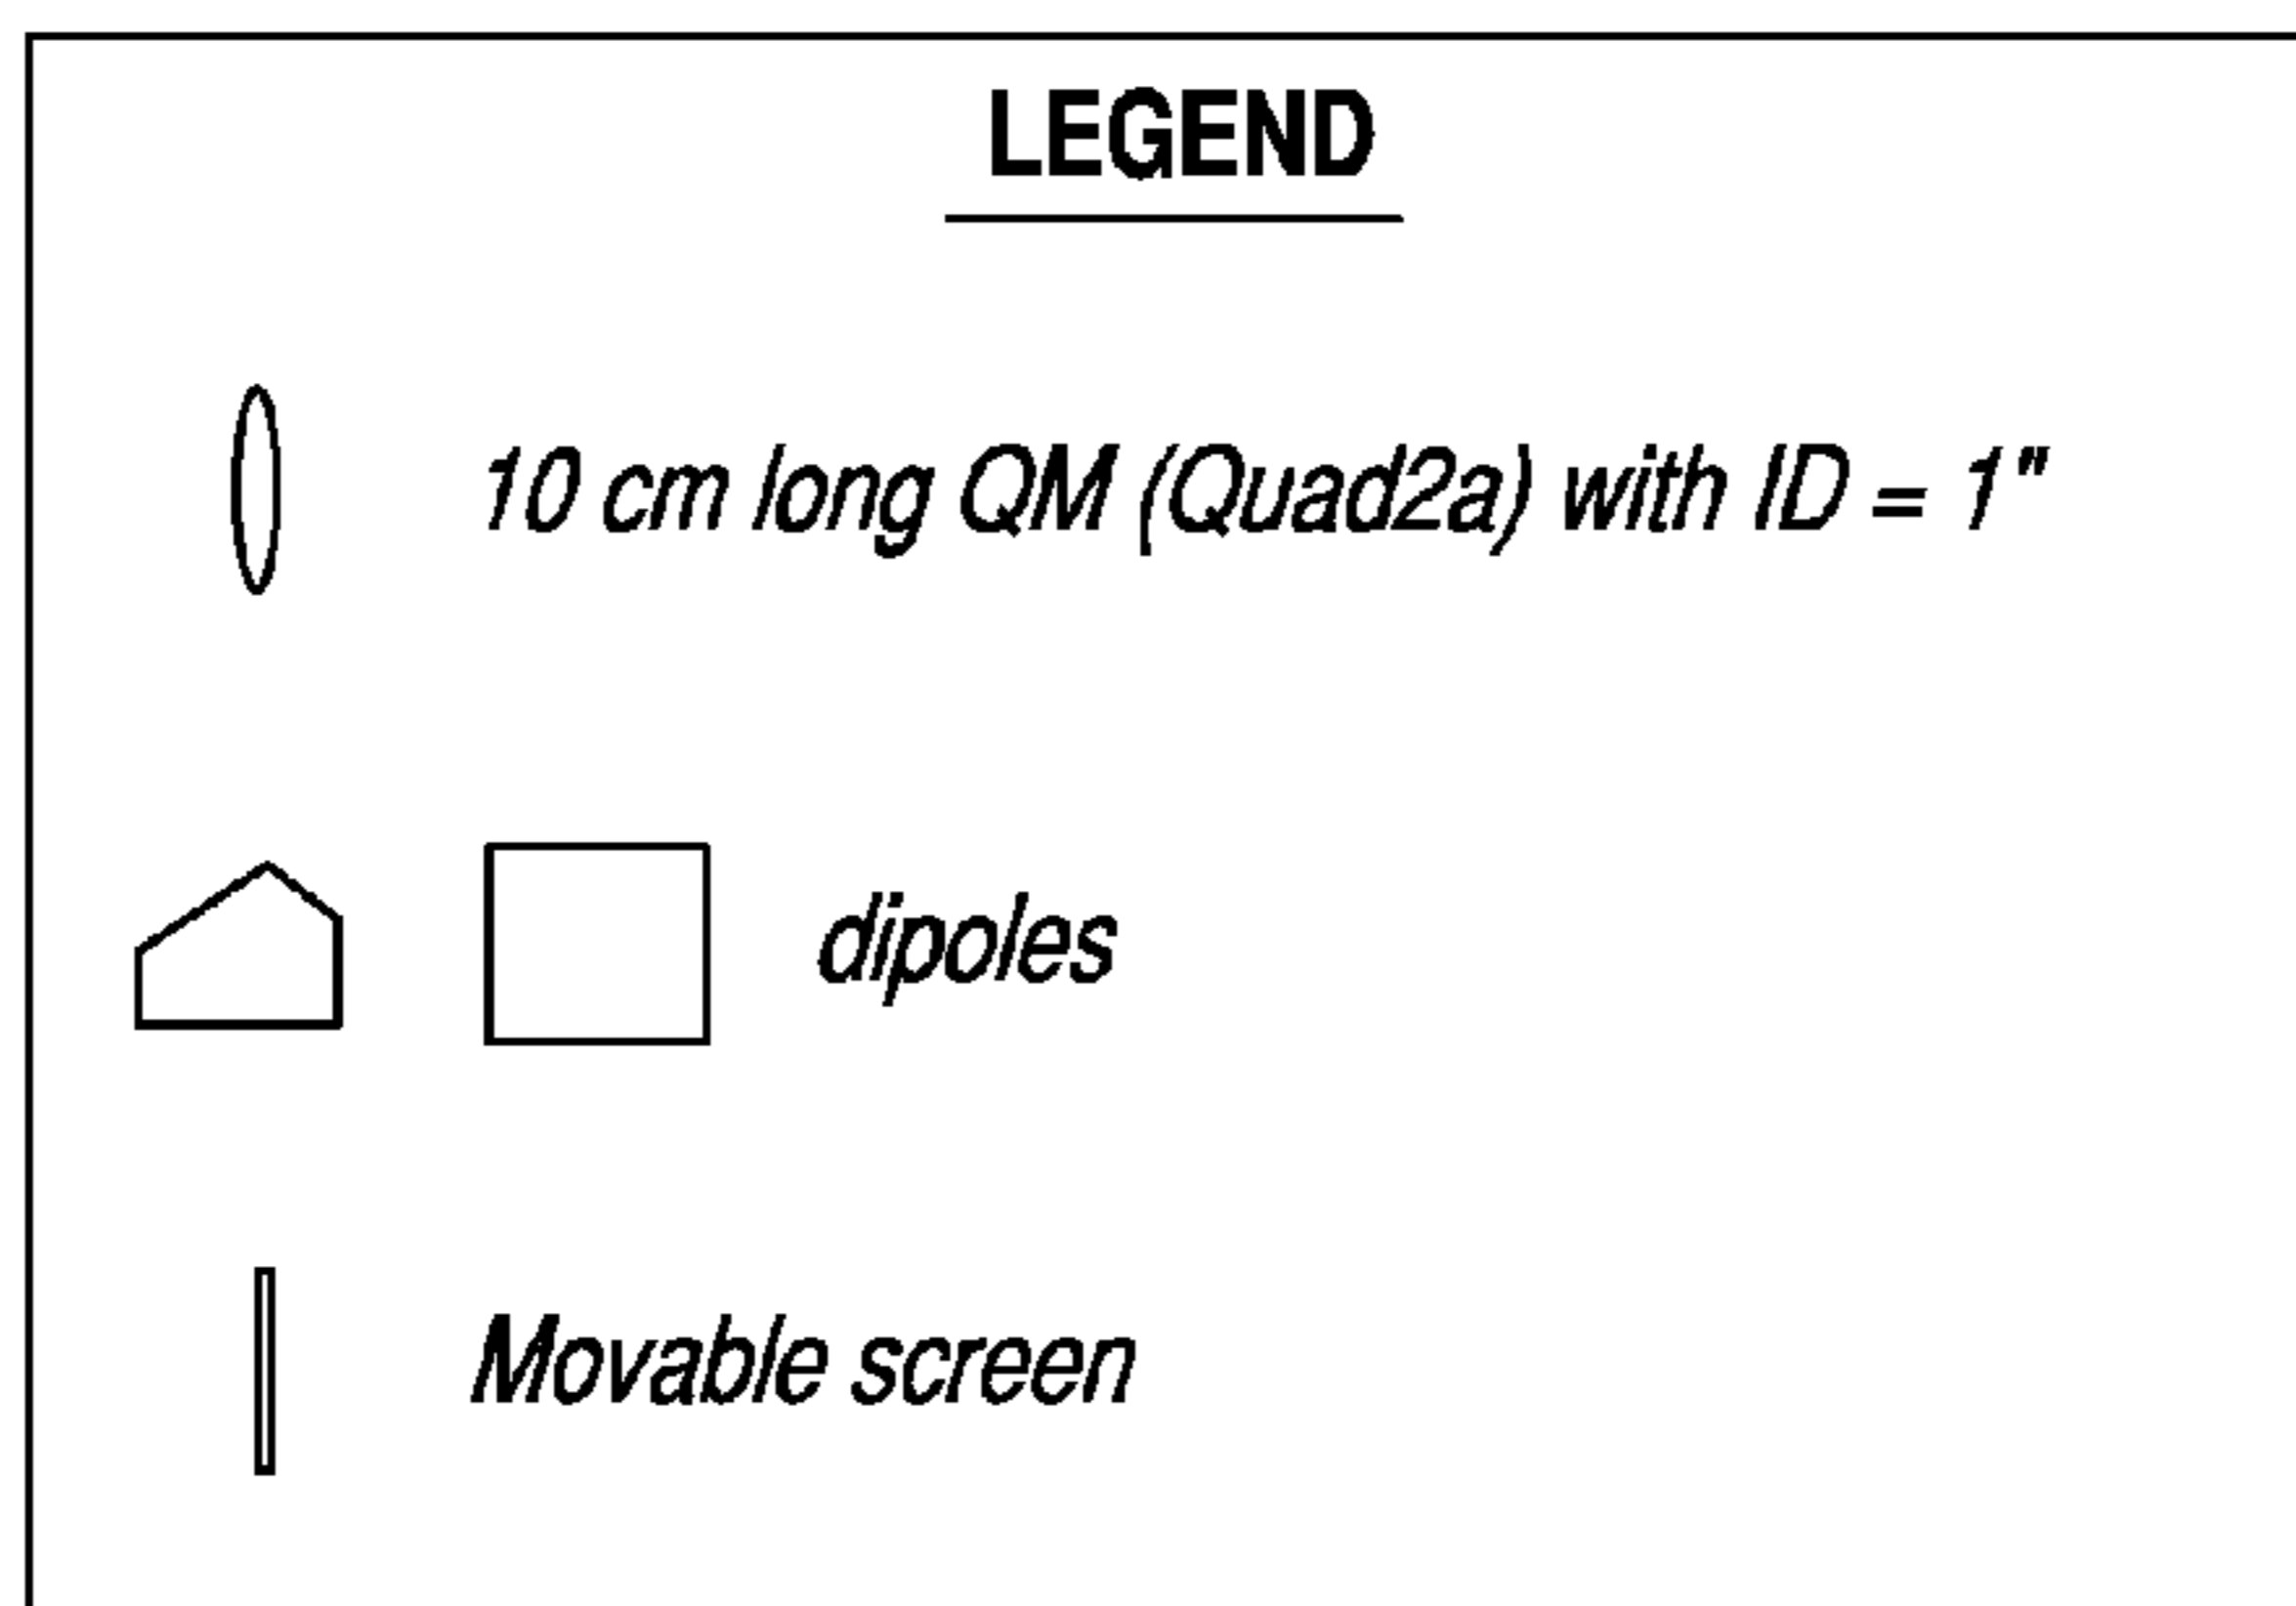 LEGEND
10 cm long QM (Quad2a) with ID = 1"
dipoles
Movable screen